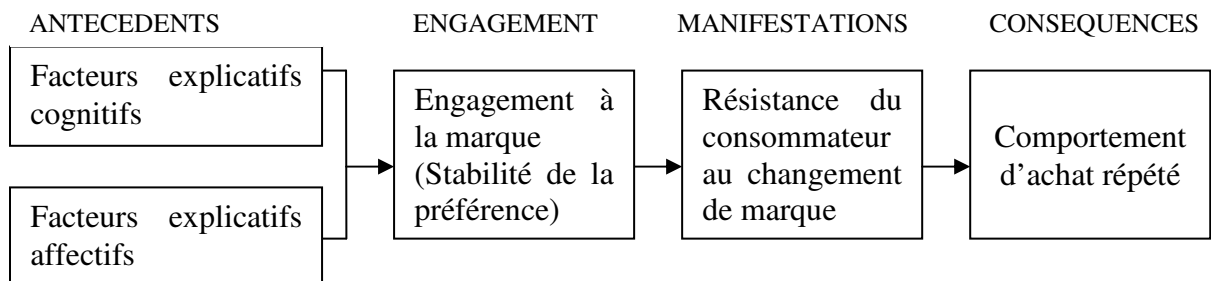 ANTECEDENTS
ENGAGEMENT
MANIFESTATIONS
CONSEQUENCES
Facteurs explicatifs
cognitifs
Facteurs explicatifs
affectifs
Engagement à
la marque
(Stabilité de la
préférence)
Résistance du
consommateur
au changement
de marque
Comportement
d’achat répété